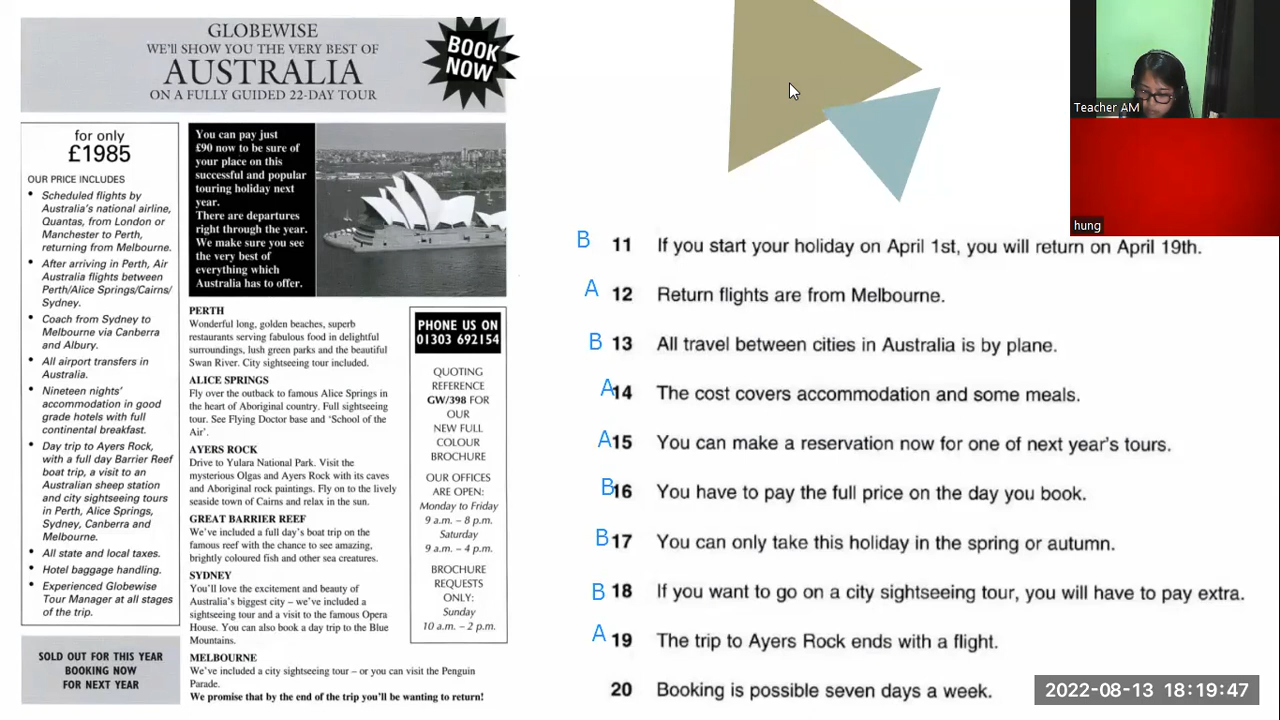 GLOBEWISE
WE'll SHOW YOU THE VERY BEST OF
AUSTRALIA
ON A FULLY GUIDED 22-DAY TOUR
BOOK
NOW
for only
£1985
OUR PRICE INCLUDES
• Scheduled flights by
Australia's national airline,
Quantas, from London or
Manchester to Perth,
returning from Melbourne.
• After arriving in Perth, Air
Australia flights between
Perth/Alice Springs/Cairns/
Sydney.
• Coach from Sydney to
Melbourne via Canberra
and Albury.
• All airport transfers in
Australia.
• Nineteen nights'
accommodation in good
grade hotels with full
continental breakfast.
• Day trip to Ayers Rock,
with a full day Barrier Reef
boat trip, a visit to an
Australian sheep station
and city sightseeing tours
in Perth, Alice Springs,
Sydney, Canberra and
Melbourne.
• All state and local taxes.
• Hotel baggage handling.
• Experienced Globewise
Tour Manager at all stages
of the trip.
SOLD OUT FOR THIS YEAR
BOOKING NOW
FOR NEXT YEAR
You can pay just
£90 now to be sure of
your place on this
successful and popular
touring holiday next
year.
There are departures
right through the year.
We make sure you see
the very best of
everything which
Australia has to offer.
PERTH
Wonderful long, golden beaches, superb
restaurants serving fabulous food in delightful
surroundings, lush green parks and the beautiful
Swan River. City sightseeing tour included.
ALICE SPRINGS
Fly over the outback to famous Alice Springs in
the heart of Aboriginal country. Full sightseeing
tour. See Flying Doctor base and 'School of the
Air'.
AYERS ROCK
Drive to Yulara National Park. Visit the
mysterious Olgas and Ayers Rock with its caves
and Aboriginal rock paintings. Fly on to the lively
seaside town of Cairns and relax in the sun.
GREAT BARRIER REEF
We've included a full day's boat trip on the
famous reef with the chance to see amazing,
brightly coloured fish and other sea creatures.
SYDNEY
You'll love the excitement and beauty of
Australia's biggest city – we've included a
sightseeing tour and a visit to the famous Opera
House. You can also book a day trip to the Blue
Mountains.
MELBOURNE
We've included a city sightseeing tour – or you can visit the Penguin
Parade.
We promise that by the end of the trip you'll be wanting to return!
PHONE US ON
01303 692154
QUOTING
REFERENCE
GW/398 FOR
OUR
NEW FULL
COLOUR
BROCHURE
OUR OFFICES
ARE OPEN:
Monday to Friday
9 a.m. – 8 p.m.
Saturday
9 a.m. – 4 p.m.
BROCHURE
REQUESTS
ONLY:
Sunday
10 a.m. – 2 p.m.
Teacher AM
hung
B 11 If you start your holiday on April 1st, you will return on April 19th.
A 12 Return flights are from Melbourne.
B 13 All travel between cities in Australia is by plane.
A 14 The cost covers accommodation and some meals.
A 15 You can make a reservation now for one of next year's tours.
B 16 You have to pay the full price on the day you book.
B 17 You can only take this holiday in the spring or autumn.
B 18 If you want to go on a city sightseeing tour, you will have to pay extra.
A 19 The trip to Ayers Rock ends with a flight.
20 Booking is possible seven days a week.
2022-08-13 18:19:47